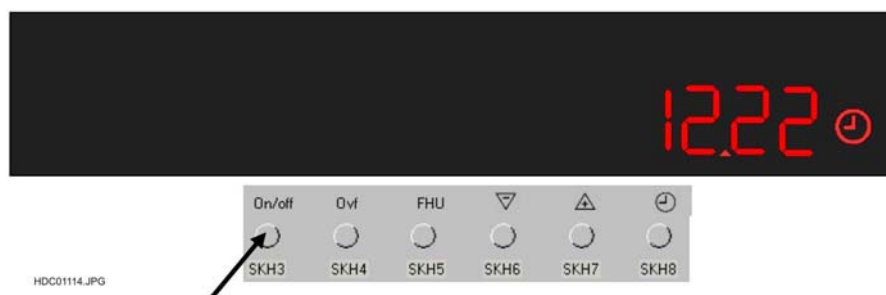 12.22
On/off Ovf FHU
SKH3 SKH4 SKH5 SKH6 SKH7 SKH8
HDC01114.JPG